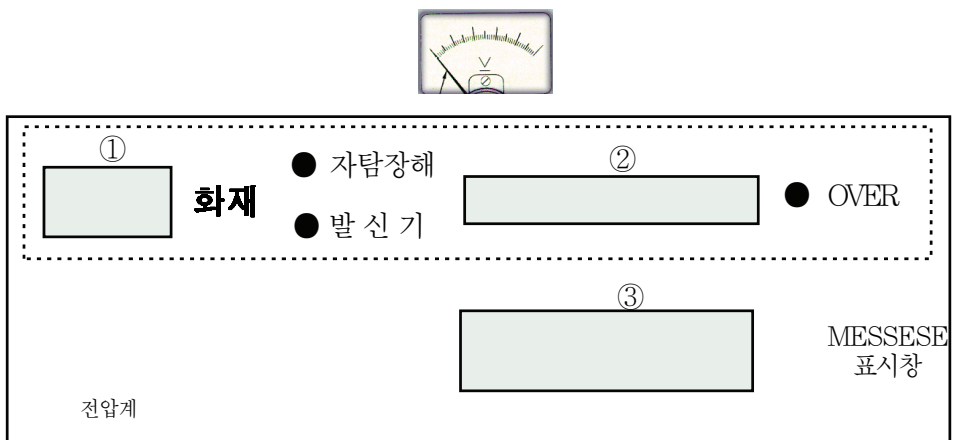 V
①
화재
● 자탐장해
● 발 신 기
②
● OVER
③
MESSESE
표시창
전압계